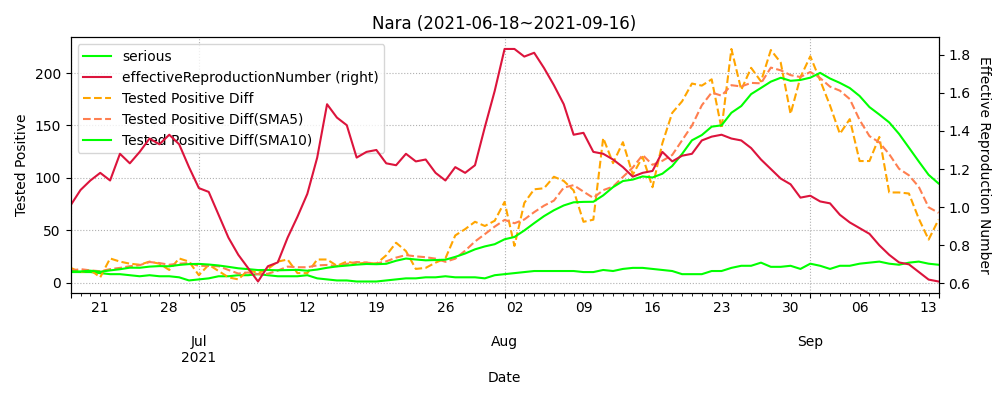 Nara (2021-06-18~2021-09-16)
serious
effectiveReproductionNumber (right)
Tested Positive Diff
Tested Positive Diff(SMA5)
Tested Positive Diff(SMA10)
Tested Positive
200
150
100
50
0
1.8
1.6
1.4
1.2
1.0
0.8
0.6
Effective Reproduction Number
21 28 05 12 19 26 02 09 16 23 30 06 13
Jul Aug Sep
2021
Date